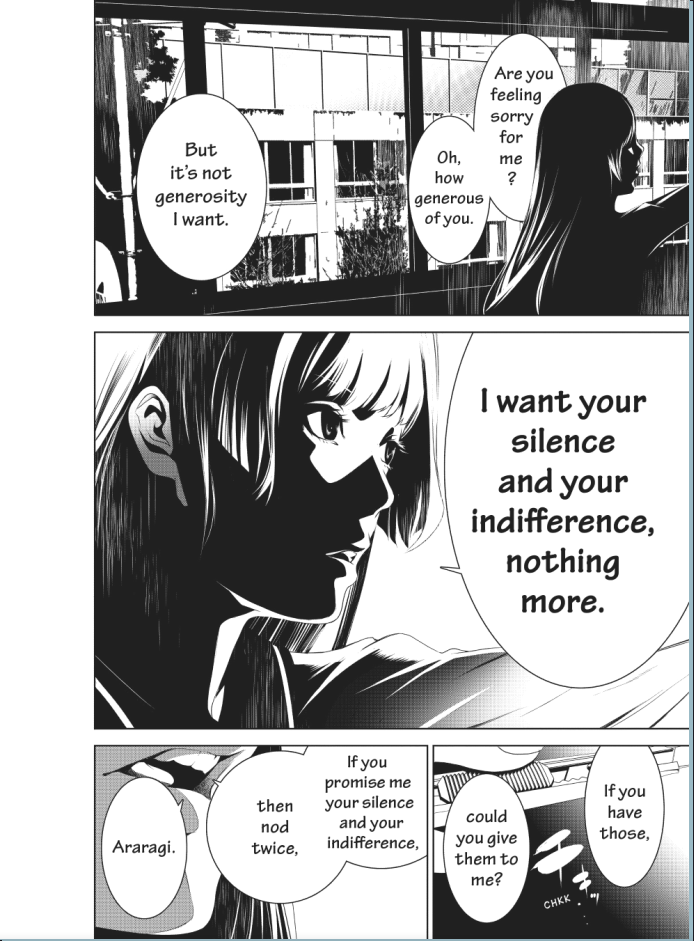 Are you
feeling
sorry
for
me
?
Oh,
how
generous
of you.
But
it's not
generosity
I want.
I want your
silence
and your
indifference,
nothing
more.
If you
have
those,
could
you give
them to
me?
CHKK
If you
promise me
your silence
and your
indifference,
then
nod
twice,
Araragi.